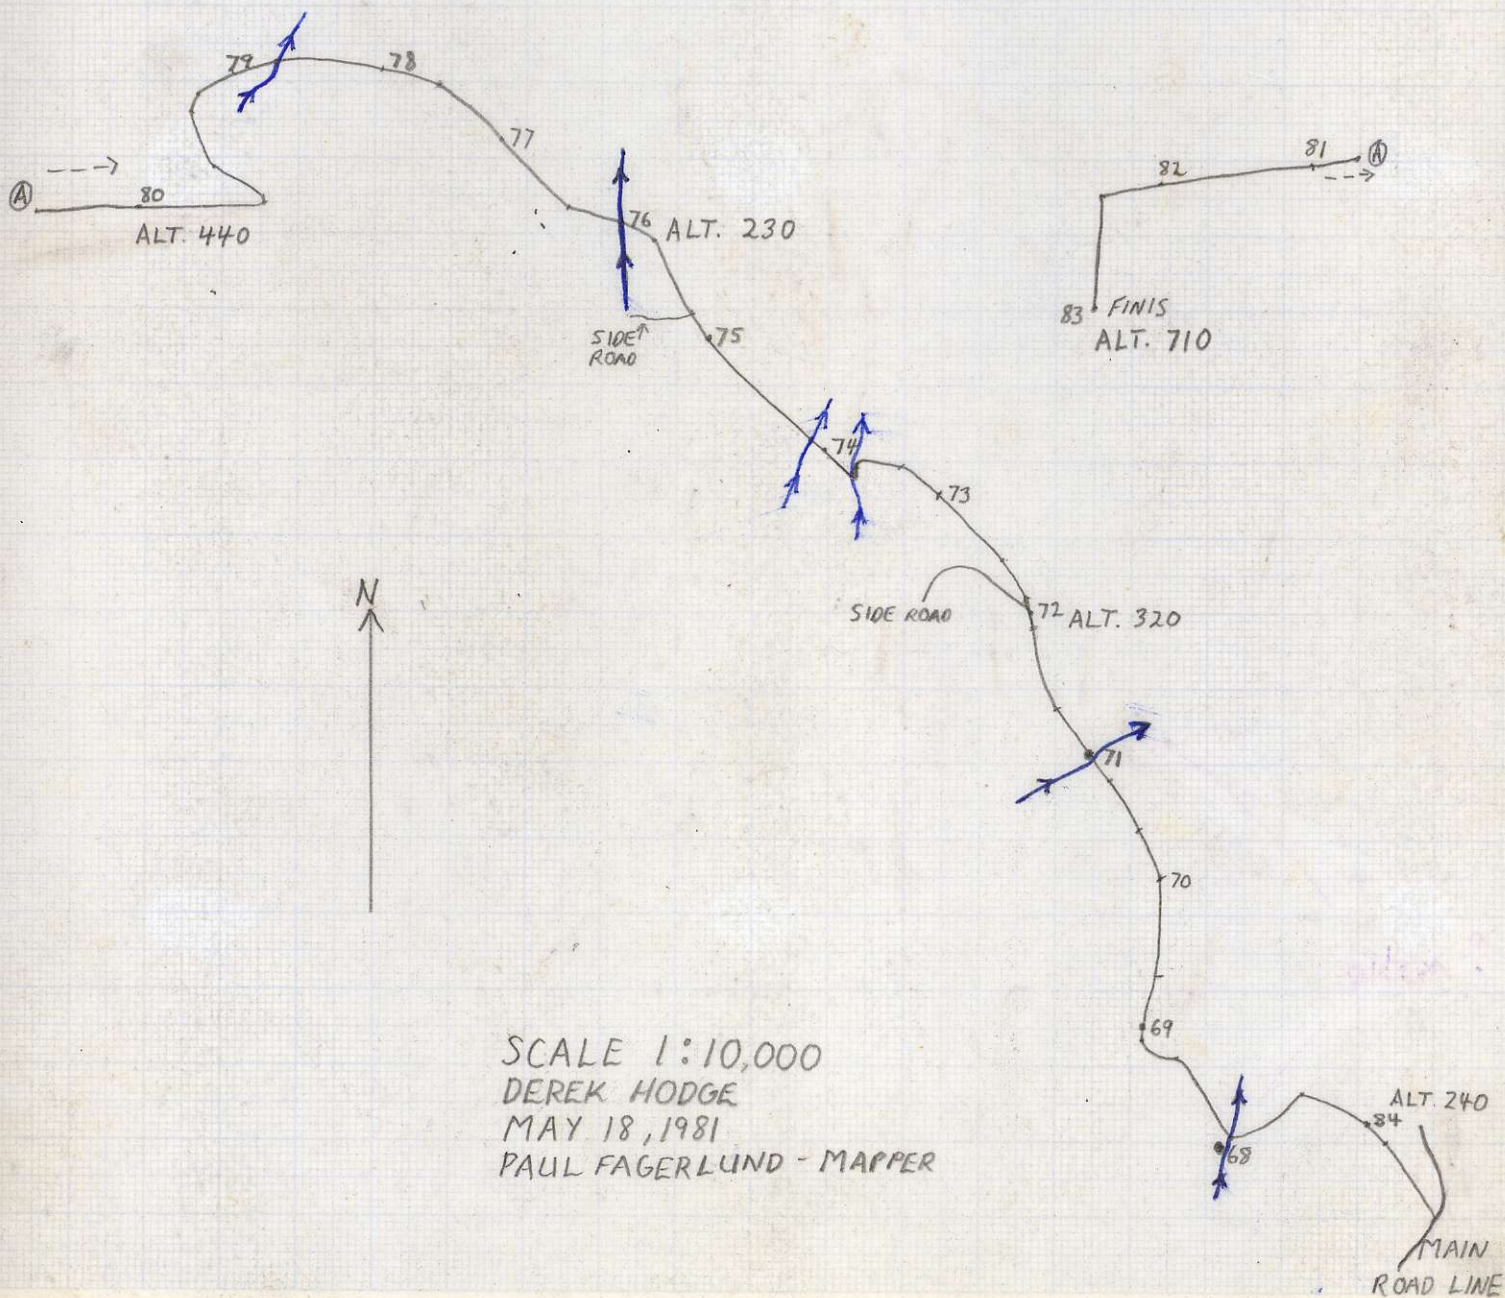 79
78
77
81
Ⓐ
82
Ⓐ
80
ALT. 440
76 ALT. 230
83 FINIS
ALT. 710
SIDE
ROAD
75
74
73
N
SIDE ROAD
72 ALT. 320
71
70
69
SCALE 1:10,000
DEREK HODGE
MAY 18, 1981
PAUL FAGERLUND - MAPPER
ALT. 240
84
68
MAIN
ROAD LINE